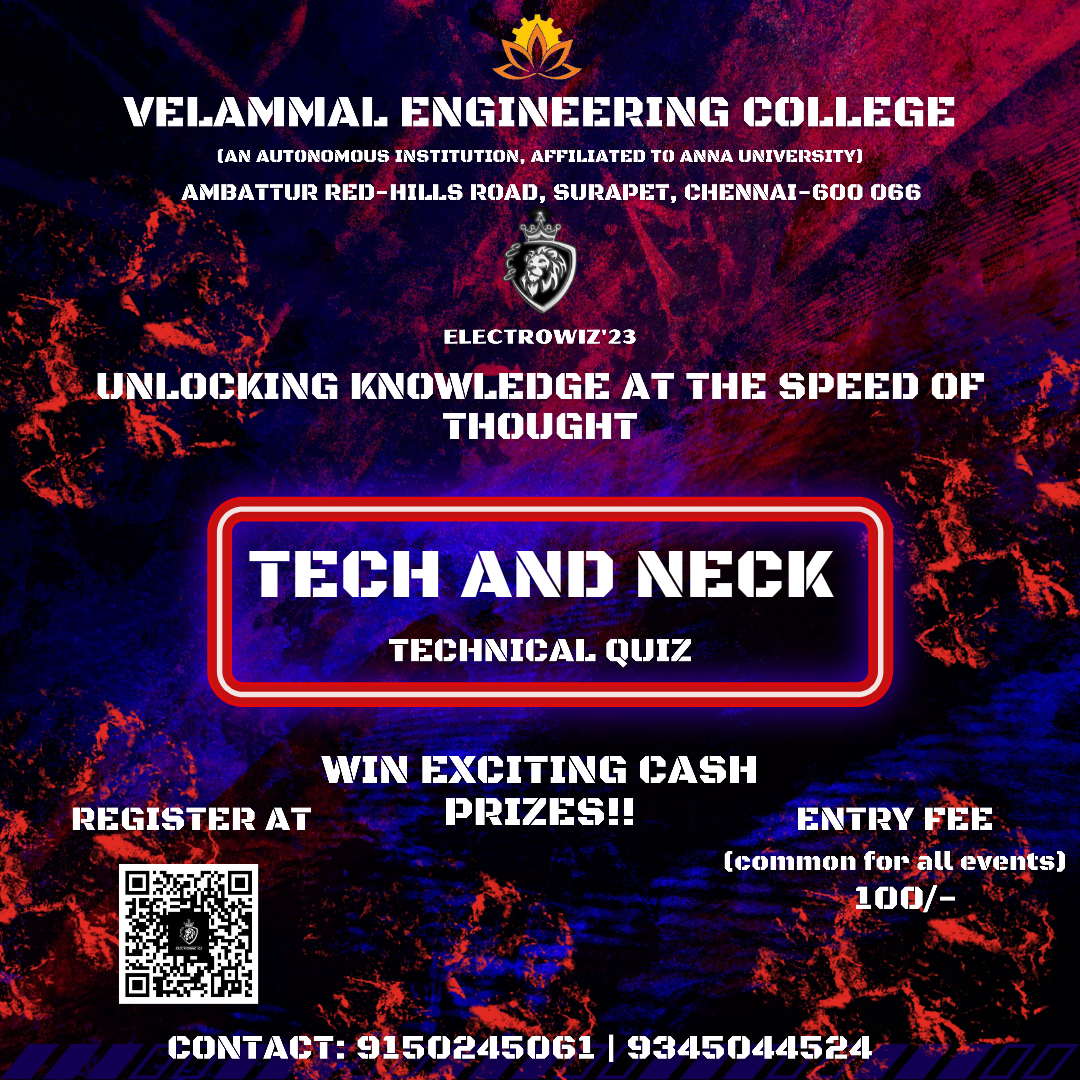 VELAMMAL ENGINEERING COLLEGE
(AN AUTONOMOUS INSTITUTION, AFFILIATED TO ANNA UNIVERSITY)
AMBATTUR RED-HILLS ROAD, SURAPET, CHENNAI-600 066
ELECTROWIZ'23
UNLOCKING KNOWLEDGE AT THE SPEED OF
THOUGHT
TECH AND NECK
TECHNICAL QUIZ
WIN EXCITING CASH
PRIZES!!
REGISTER AT
ELECTROWIZ'23
ENTRY FEE
(common for all events)
100/-
CONTACT: 9150245061 | 9345044524